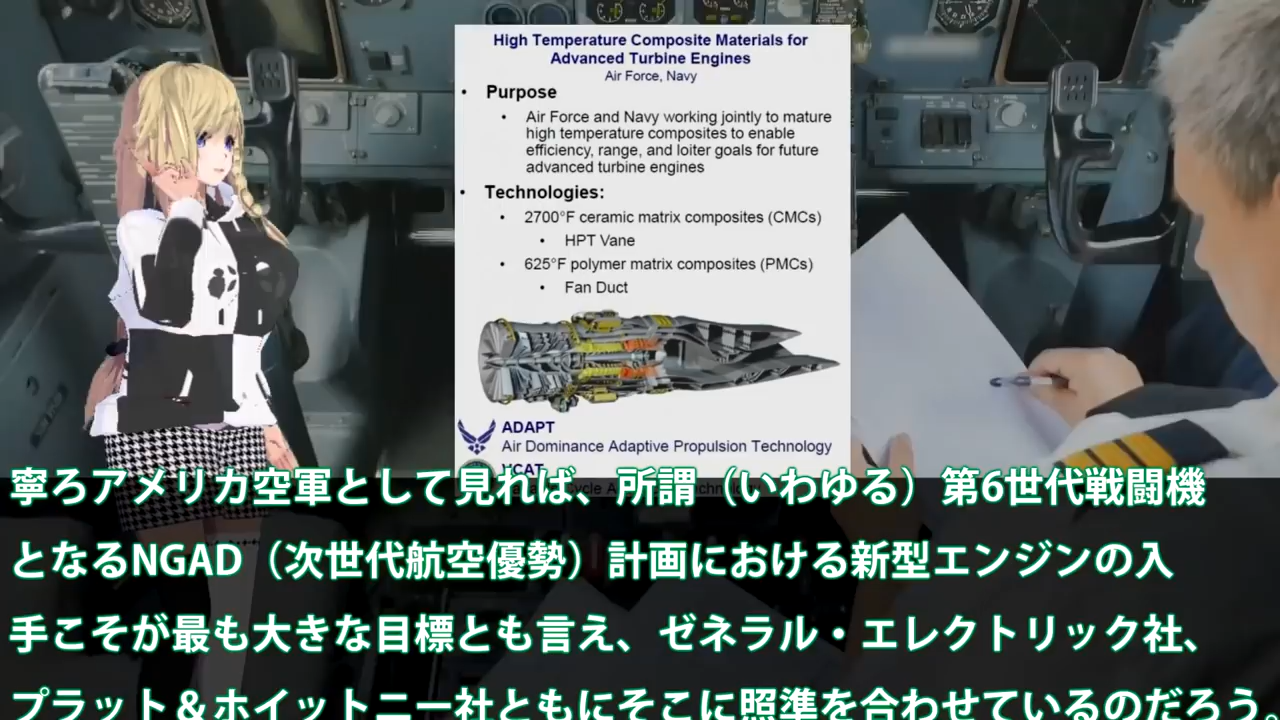 High Temperature Composite Materials for
Advanced Turbine Engines
Air Force, Navy
• Purpose
• Air Force and Navy working jointly to mature
high temperature composites to enable
efficiency, range, and loiter goals for future
advanced turbine engines
• Technologies:
• 2700°F ceramic matrix composites (CMCs)
• HPT Vane
• 625°F polymer matrix composites (PMCs)
• Fan Duct
ADAPT
Air Dominance Adaptive Propulsion Technology
寧ろアメリカ空軍として見れば、所謂（いわゆる）第6世代戦闘機
となるNGAD（次世代航空優勢）計画における新型エンジンの入
手こそが最も大きな目標とも言え、ゼネラル・エレクトリック社、
プラット＆ホイットニー社ともにそこに照準を合わせているのだろう。